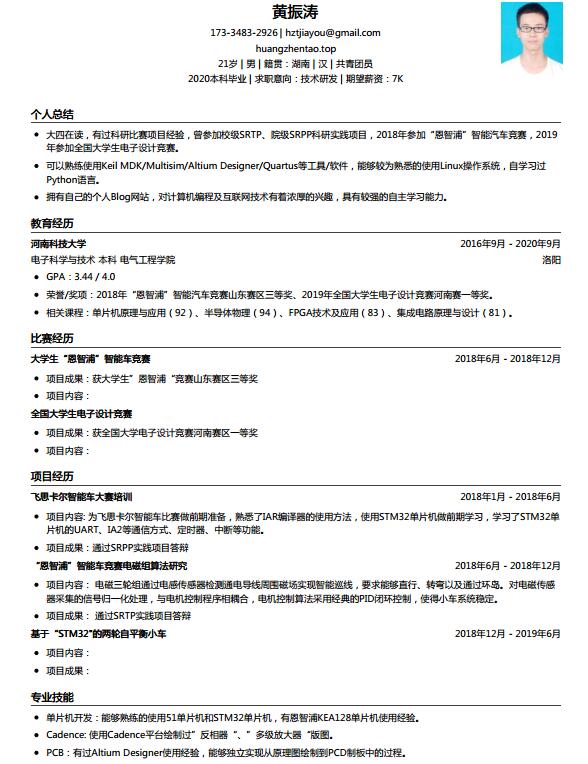 黄振涛
173-3483-2926 | hztjiayou@gmail.com
huangzhentao.top
21岁 | 男 | 籍贯：湖南 | 汉 | 共青团员
2020本科毕业 | 求职意向：技术研发 | 期望薪资：7K
个人总结
大四在读，有过科研比赛项目经验，曾参加校级SRTP、院级SRPP科研实践项目，2018年参加“恩智浦”智能汽车竞赛，2019
年参加全国大学生电子设计竞赛。
可以熟练使用Keil MDK/Multisim/Altium Designer/Quartus等工具/软件，能够较为熟悉的使用Linux操作系统，自学习过
Python语言。
拥有自己的个人Blog网站，对计算机编程及互联网技术有着浓厚的兴趣，具有较强的自主学习能力。
教育经历
河南科技大学 2016年9月 - 2020年9月
电子科学与技术 本科 电气工程学院 洛阳
GPA：3.44 / 4.0
荣誉/奖项：2018年“恩智浦”智能汽车竞赛山东赛区三等奖、2019年全国大学生电子设计竞赛河南赛一等奖。
相关课程：单片机原理与应用（92）、半导体物理（94）、FPGA技术及应用（83）、集成电路原理与设计（81）。
比赛经历
大学生“恩智浦”智能车竞赛 2018年6月 - 2018年12月
项目成果：获大学生”恩智浦“竞赛山东赛区三等奖
项目内容：
全国大学生电子设计竞赛
项目成果：获全国大学生电子设计竞赛河南赛区一等奖
项目内容：
项目经历
飞思卡尔智能车大赛培训 2018年1月 - 2018年6月
项目内容: 为飞思卡尔智能车比赛做前期准备，熟悉了IAR编译器的使用方法，使用STM32单片机做前期学习，学习了STM32单
片机的UART、IA2等通信方式、定时器、中断等功能。
项目成果：通过SRPP实践项目答辩
“恩智浦”智能车竞赛电磁组算法研究 2018年6月 - 2018年12月
项目内容： 电磁三轮组通过电感传感器检测通电导线周围磁场实现智能巡线，要求能够直行、转弯以及通过环岛。对电磁传感
器采集的信号归一化处理，与电机控制程序相耦合，电机控制算法采用经典的PID闭环控制，使得小车系统稳定。
项目成果： 通过SRTP实践项目答辩
基于“STM32”的两轮自平衡小车 2018年12月 - 2019年6月
项目内容：
项目成果：
专业技能
单片机开发：能够熟练的使用51单片机和STM32单片机，有恩智浦KEA128单片机使用经验。
Cadence: 使用Cadence平台绘制过”反相器“、”多级放大器“版图。
PCB：有过Altium Designer使用经验，能够独立实现从原理图绘制到PCD制板中的过程。